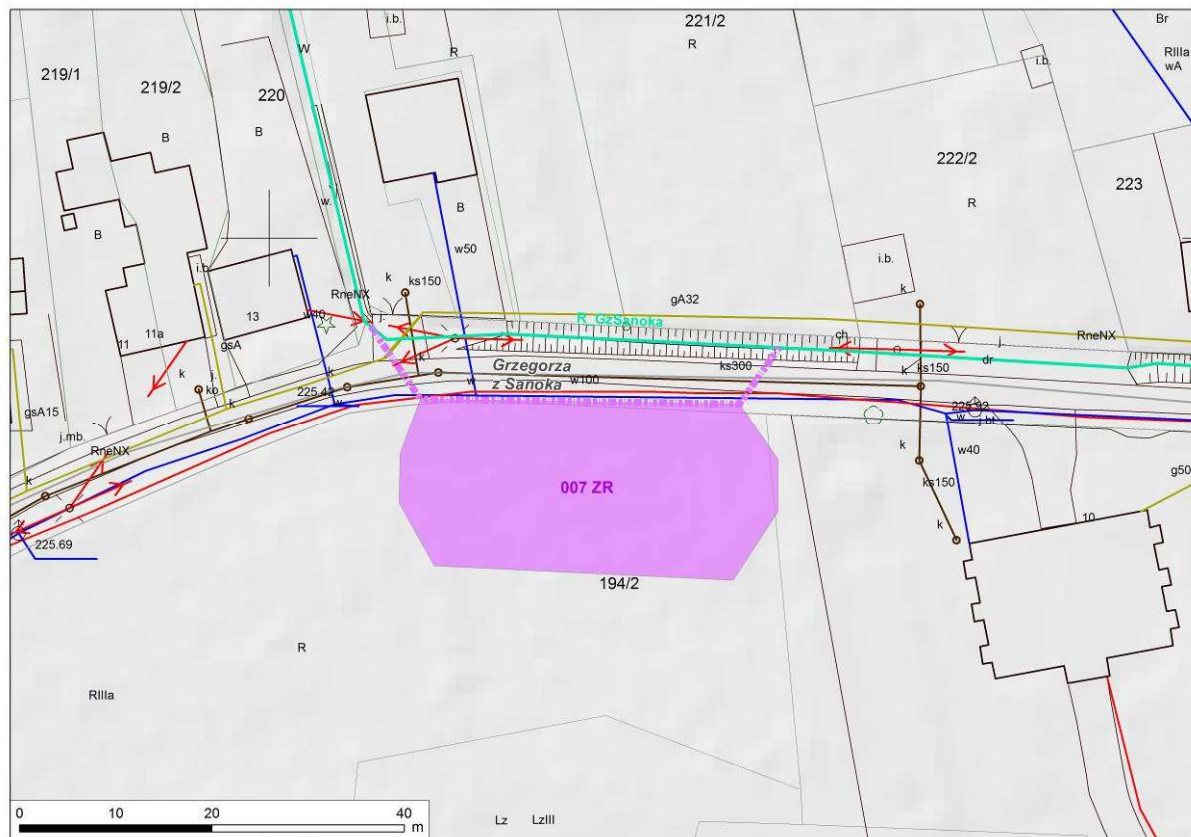 221/2
i.b.
Br
R
R
W
RIIIa
wA
219/1
219/2
220
i.b.
B
B
222/2
223
R
w.
B
B
w50
i.b.
i.b.
k
ks150
k
RneNX
gA32
13
w40
j.
R_GzSanoka
ch
RneNX
11
11a
gsA
k
j.
dr
k
j.
k
Grzegorza
z Sanoka
w
w100
ks300
k
ks150
ko
k
225.42
w
225.92
w
j.bt.
gsA15
j.mb.
RneNX
k
k
w40
k
007 ZR
ks150
g50
k
10
225.69
194/2
R
RIIIa
0
10
20
40
m
Lz
LzIII